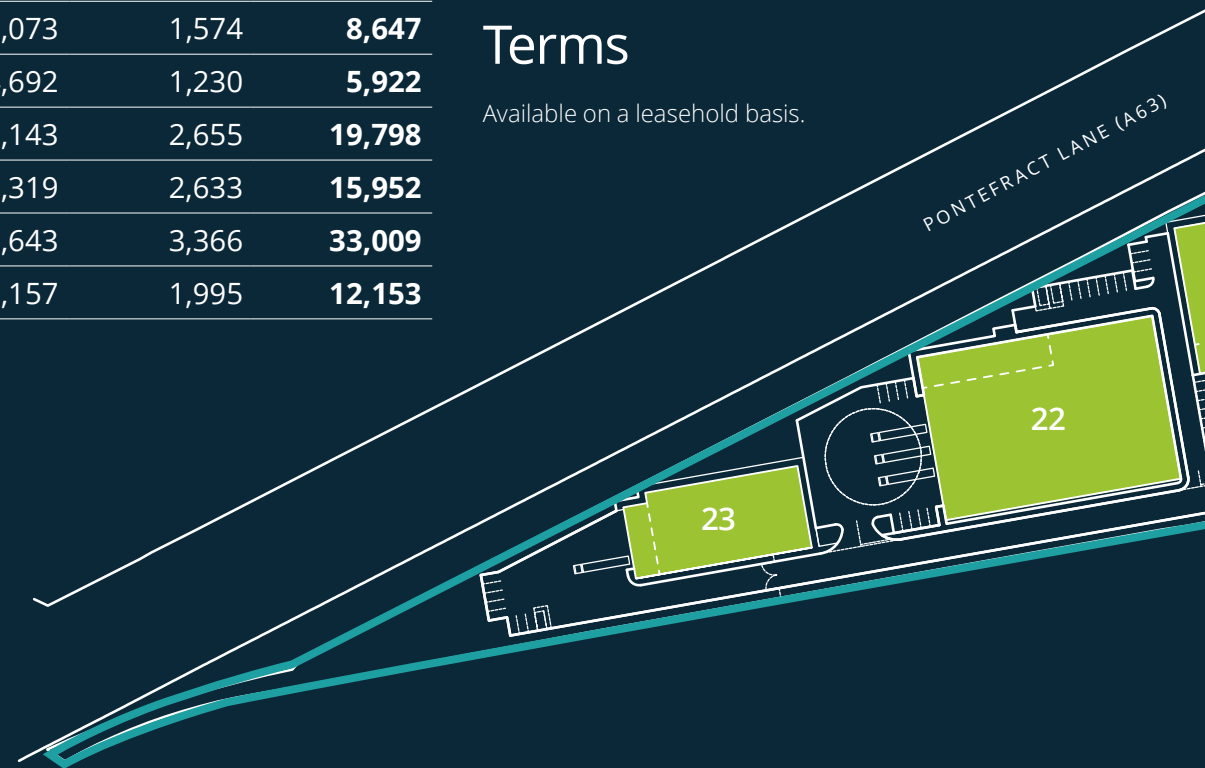 ,073 1,574 8,647
,692 1,230 5,922
,143 2,655 19,798
,319 2,633 15,952
,643 3,366 33,009
,157 1,995 12,153
Terms
Available on a leasehold basis.
PONTEFRACT LANE (A63)
22
23